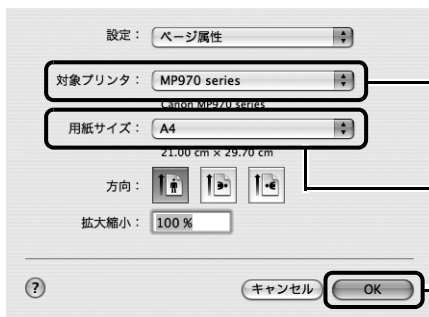 設定： ページ属性
対象プリンタ： MP970 series
Canon MP970 series
用紙サイズ： A4
21.00 cm × 29.70 cm
方向：
拡大縮小： 100 %
? キャンセル OK